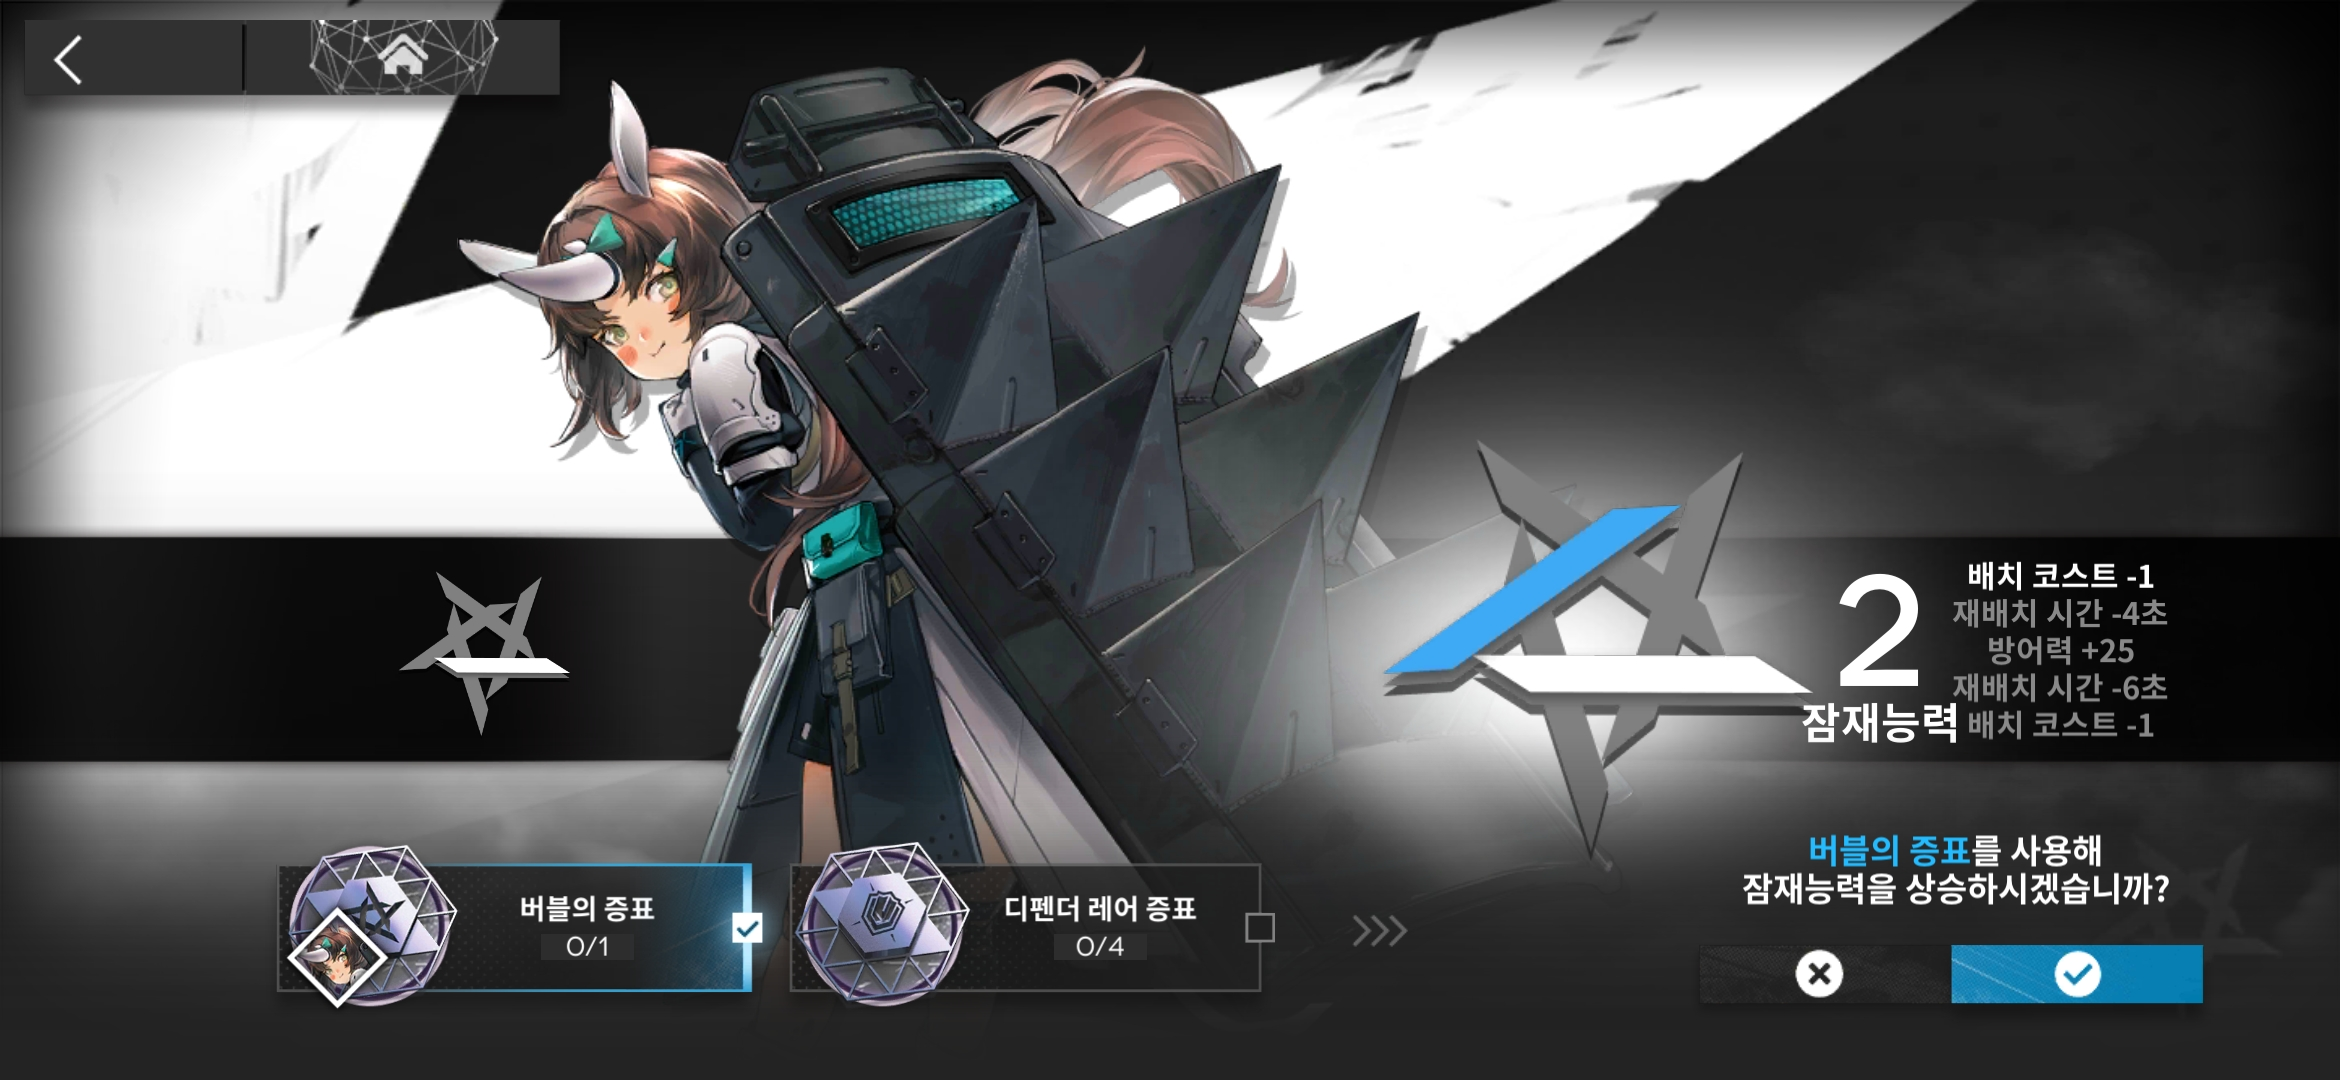 2
잠재능력
배치 코스트 -1
재배치 시간 -4초
방어력 +25
재배치 시간 -6초
배치 코스트 -1
버블의 증표
0/1
디펜더 레어 증표
0/4
버블의 증표를 사용해
잠재능력을 상승하시겠습니까?